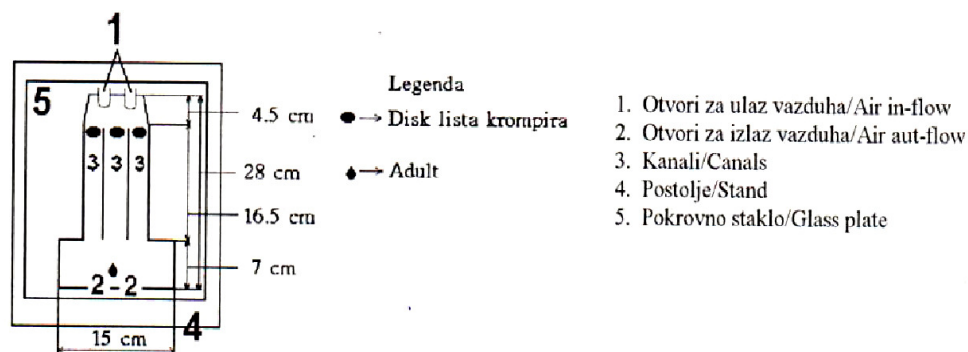 1
5
Legenda
4.5 cm
Disk lista krompira
3 3 3
28 cm
Adult
16.5 cm
7 cm
2 - 2
4
15 cm
1. Otvori za ulaz vazduha/Air in-flow
2. Otvori za izlaz vazduha/Air aut-flow
3. Kanali/Canals
4. Postolje/Stand
5. Pokrovno staklo/Glass plate